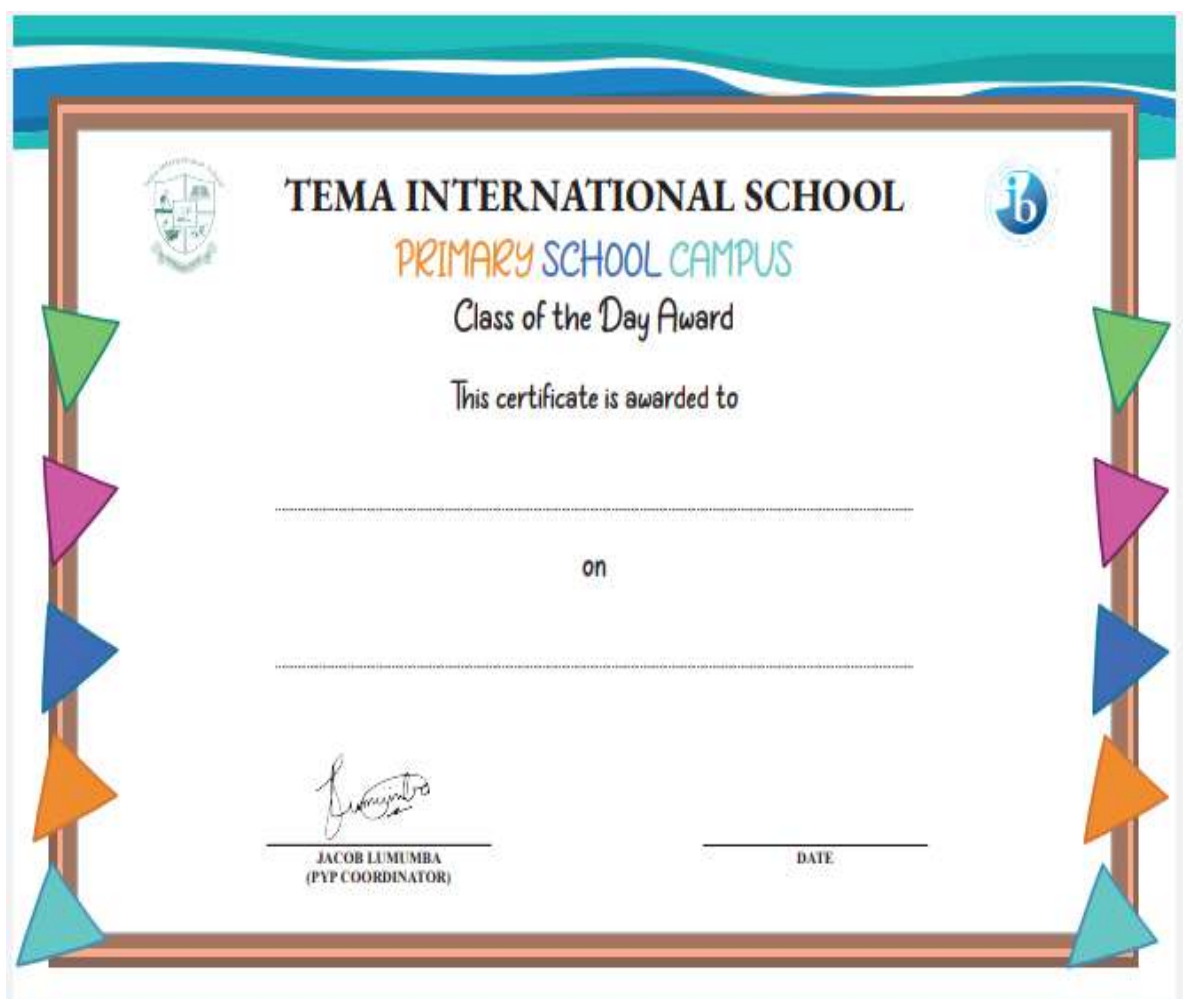 TEMA INTERNATIONAL SCHOOL
PRIMARY SCHOOL CAMPUS
Class of the Day Award
This certificate is awarded to
on
JACOB LUMUMBA
(PYP COORDINATOR)
DATE
ib